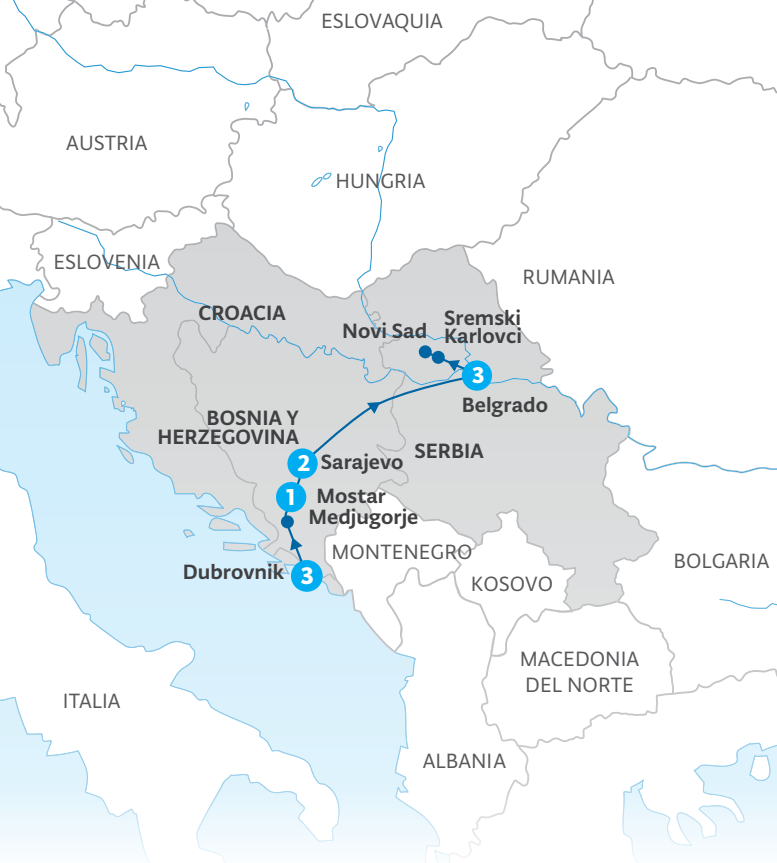 ESLOVAQUIA
AUSTRIA
HUNGRIA
ESLOVENIA
RUMANIA
CROACIA
Novi Sad
Sremski
Karlovci
3
Belgrado
BOSNIA Y
HERZEGOVINA
2 Sarajevo
SERBIA
1 Mostar
Medjugorje
MONTENEGRO
Dubrovnik 3
KOSOVO
BOLGARIA
MACEDONIA
DEL NORTE
ITALIA
ALBANIA